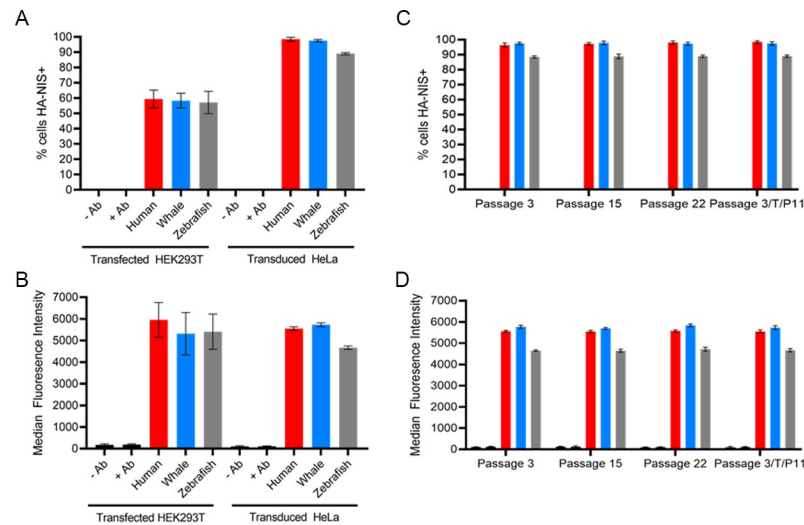 A
% cells HA-NIS+
100
90
80
70
60
50
40
30
20
10
0
- Ab
+ Ab
Human
Whale
Zebrafish
- Ab
+ Ab
Human
Whale
Zebrafish
Transfected HEK293T
Transduced HeLa
C
% cells HA-NIS+
100
90
80
70
60
50
40
30
20
10
0
Passage 3
Passage 15
Passage 22
Passage 3/T/P11
B
Median Fluoresence Intensity
7000
6000
5000
4000
3000
2000
1000
0
- Ab
+ Ab
Human
Whale
Zebrafish
- Ab
+ Ab
Human
Whale
Zebrafish
Transfected HEK293T
Transduced HeLa
D
Median Fluoresence Intensity
7000
6000
5000
4000
3000
2000
1000
0
Passage 3
Passage 15
Passage 22
Passage 3/T/P11